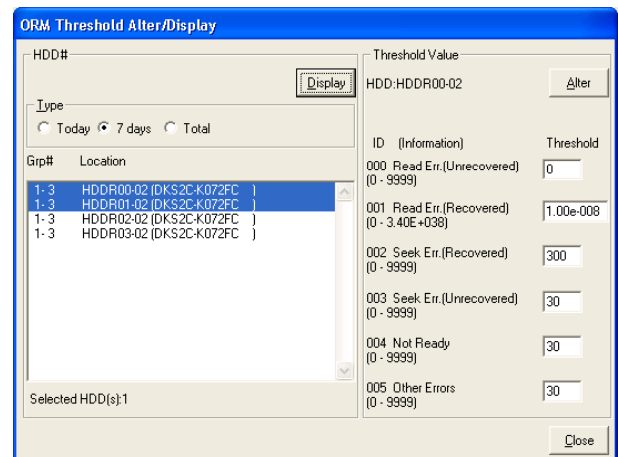 ORM Threshold Alter/Display
HDD#
Display
Type
Today 7 days Total
Grp# Location
1- 3 HDDR00-02 (DKS2C-K072FC )
1- 3 HDDR01-02 (DKS2C-K072FC )
1- 3 HDDR02-02 (DKS2C-K072FC )
1- 3 HDDR03-02 (DKS2C-K072FC )
Selected HDD(s):1
Threshold Value
HDD:HDDR00-02
Alter
ID (Information) Threshold
000 Read Err.(Unrecovered) 0
(0 - 9999)
001 Read Err.(Recovered) 1.00e-008
(0 - 3.40E+038)
002 Seek Err.(Recovered) 300
(0 - 9999)
003 Seek Err.(Unrecovered) 30
(0 - 9999)
004 Not Ready 30
(0 - 9999)
005 Other Errors 30
(0 - 9999)
Close